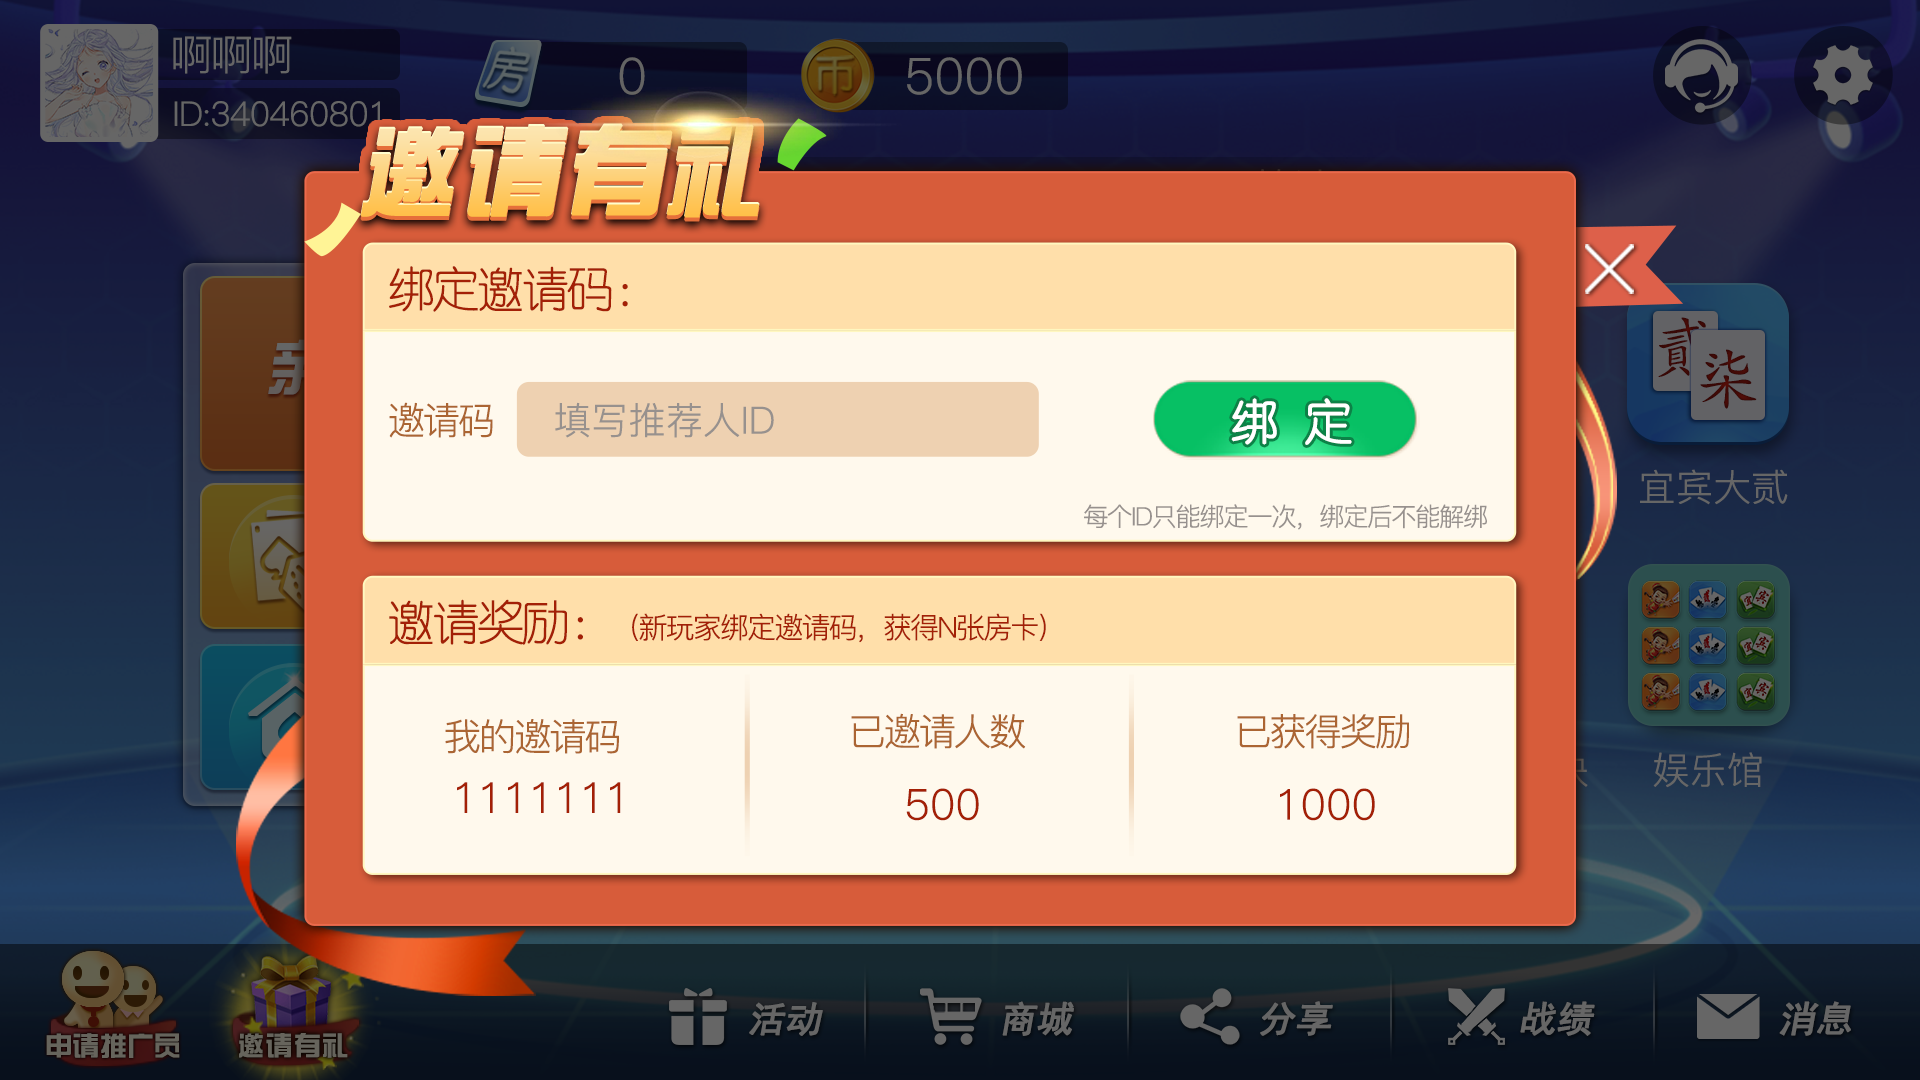 啊啊啊
ID:340460801
房
0
币
5000
邀请有礼
绑定邀请码：
邀请码
填写推荐人ID
绑 定
每个ID只能绑定一次，绑定后不能解绑
邀请奖励：
（新玩家绑定邀请码，获得N张房卡）
我的邀请码
已邀请人数
已获得奖励
1111111
500
1000
亲
貳
柒
宜宾大贰
娱乐馆
申请推广员
邀请有礼
活动
商城
分享
战绩
消息